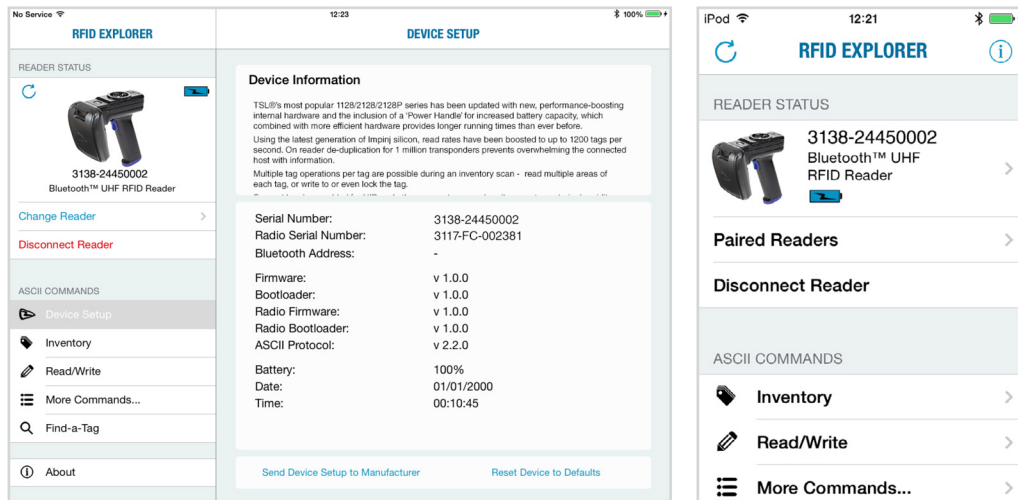 No Service 12:23 100%
RFID EXPLORER
DEVICE SETUP
READER STATUS
3138-24450002
Bluetooth™ UHF RFID Reader
Change Reader
Disconnect Reader
ASCII COMMANDS
Device Setup
Inventory
Read/Write
More Commands...
Find-a-Tag
About
Device Information
TSL®'s most popular 1128/2128/2128P series has been updated with new, performance-boosting
internal hardware and the inclusion of a 'Power Handle' for increased battery capacity, which
combined with more efficient hardware provides longer running times than ever before.
Using the latest generation of Impinj silicon, read rates have been boosted to up to 1200 tags per
second. On reader de-duplication for 1 million transponders prevents overwhelming the connected
host with information.
Multiple tag operations per tag are possible during an inventory scan - read multiple areas of
each tag, or write to or even lock the tag.
Serial Number: 3138-24450002
Radio Serial Number: 3117-FC-002381
Bluetooth Address: -
Firmware: v 1.0.0
Bootloader: v 1.0.0
Radio Firmware: v 1.0.0
Radio Bootloader: v 1.0.0
ASCII Protocol: v 2.2.0
Battery: 100%
Date: 01/01/2000
Time: 00:10:45
Send Device Setup to Manufacturer Reset Device to Defaults
iPod 12:21
RFID EXPLORER
READER STATUS
3138-24450002
Bluetooth™ UHF
RFID Reader
Paired Readers
Disconnect Reader
ASCII COMMANDS
Inventory
Read/Write
More Commands...